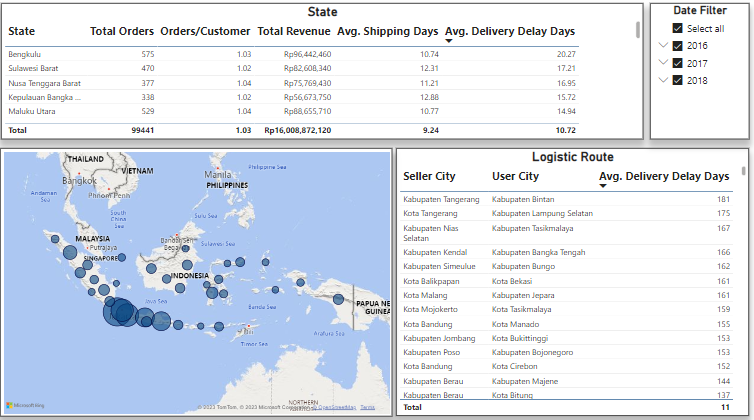 State
State Total Orders Orders/Customer Total Revenue Avg. Shipping Days Avg. Delivery Delay Days
Bengkulu 575 1.03 Rp96,442,460 10.74 20.27
Sulawesi Barat 470 1.02 Rp82,608,340 12.31 17.21
Nusa Tenggara Barat 377 1.04 Rp75,769,430 11.21 16.95
Kepulauan Bangka ... 338 1.02 Rp56,673,750 12.88 15.72
Maluku Utara 529 1.04 Rp88,655,710 10.77 14.94
Total 99441 1.03 Rp16,008,872,120 9.24 10.72
Date Filter
Select all
2016
2017
2018
THAILAND
VIETNAM
Bangkok
Phnom Penh
Manila
PHILIPPINES
Philippine Sea
Andaman
Sea
South
China
Sea
Sulu Sea
MALAYSIA
Putrajaya
Bandar Seri
Begawan
Sulawesi Sea
SINGAPORE
INDONESIA
Java Sea
Banda Sea
PAPUA NE
GUINEA
Dili
Arafura Sea
Timor Sea
NORTHERN
Microsoft Bing
© 2023 TomTom, © 2023 Microsoft Corporation, © OpenStreetMap Terms
Logistic Route
Seller City User City Avg. Delivery Delay Days
Kabupaten Tangerang Kabupaten Bintan 181
Kota Tangerang Kabupaten Lampung Selatan 175
Kabupaten Nias Kabupaten Tasikmalaya 167
Selatan
Kabupaten Kendal Kabupaten Bangka Tengah 166
Kabupaten Simeulue Kabupaten Bungo 162
Kota Balikpapan Kota Bekasi 161
Kota Malang Kabupaten Jepara 161
Kota Mojokerto Kota Tasikmalaya 159
Kota Bandung Kota Manado 155
Kabupaten Jombang Kota Bukittinggi 153
Kabupaten Poso Kabupaten Bojonegoro 153
Kota Bandung Kota Cirebon 152
Kabupaten Berau Kabupaten Majene 144
Kabupaten Berau Kota Bitung 137
Total 11